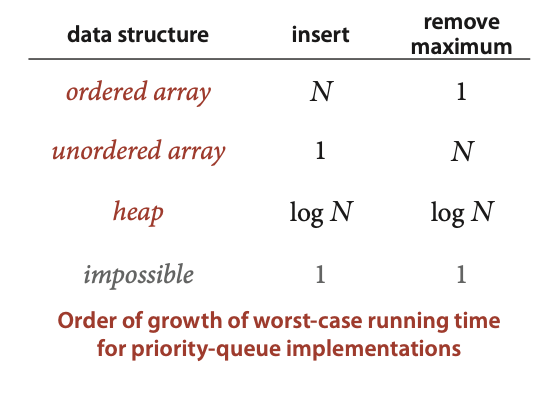 data structure insert remove maximum
ordered array N 1
unordered array 1 N
heap log N log N
impossible 1 1
Order of growth of worst-case running time
for priority-queue implementations